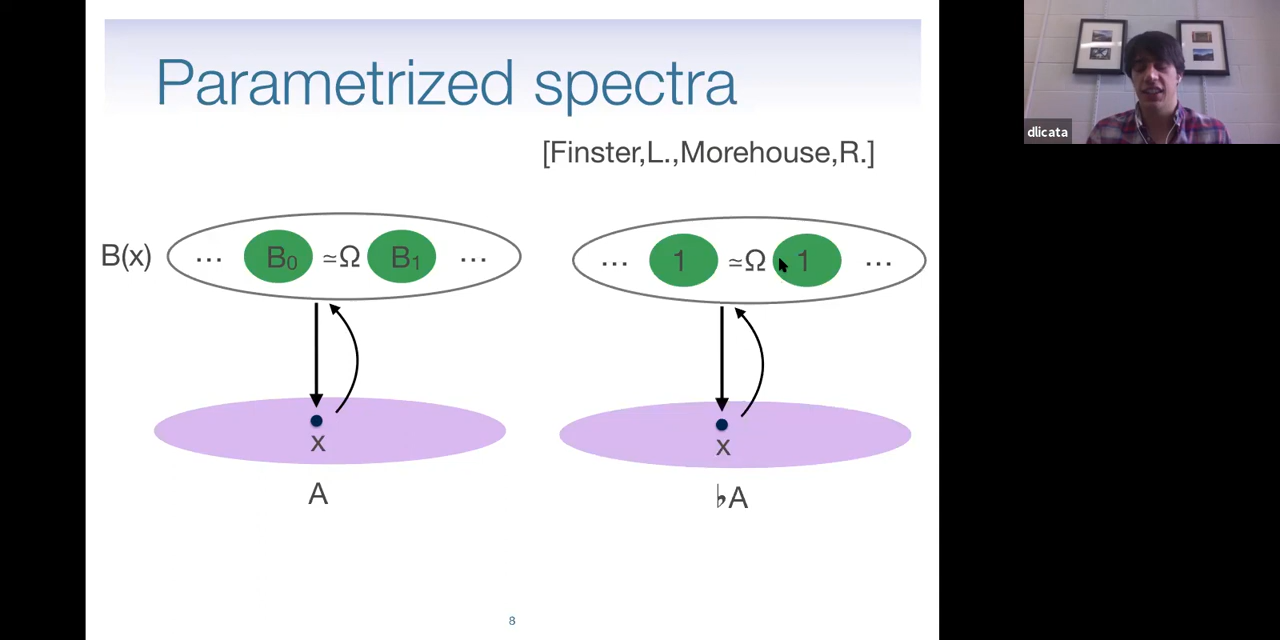 Parametrized spectra
[Finster,L.,Morehouse,R.]
B(x) ... B₀ ≃Ω B₁ ...
... 1 ≃Ω 1 ...
x
x
A
♭A
8
dlicata